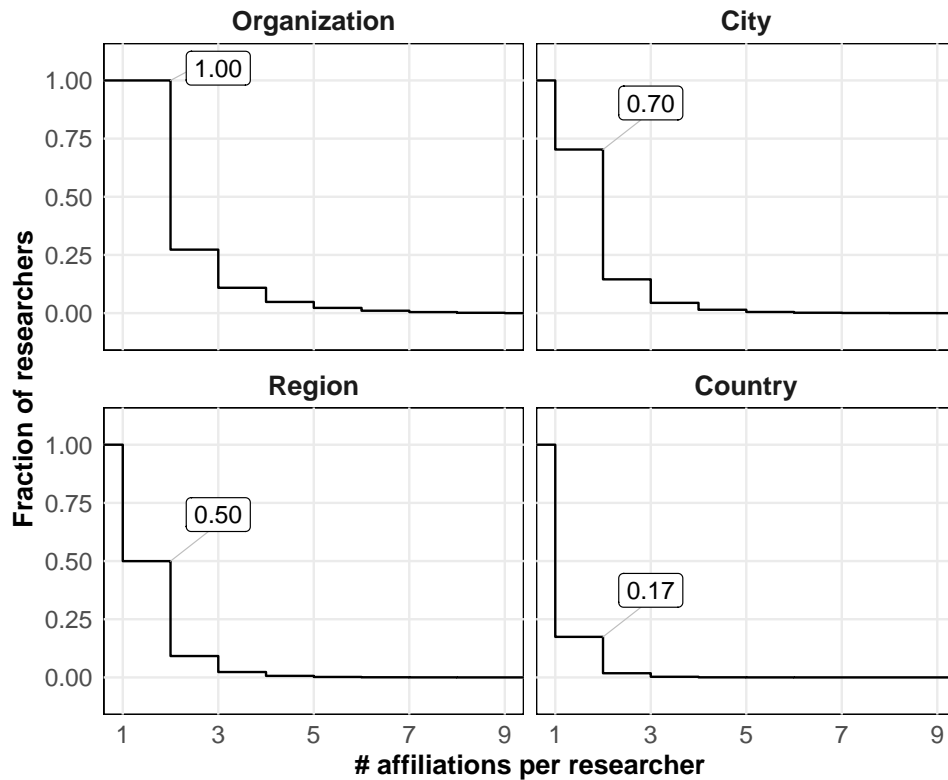 Organization
City
1.00
0.75
0.50
0.25
0.00
1.00
0.70
Region
Country
1.00
0.75
0.50
0.25
0.00
0.50
0.17
1 3 5 7 9
1 3 5 7 9
# affiliations per researcher
Fraction of researchers